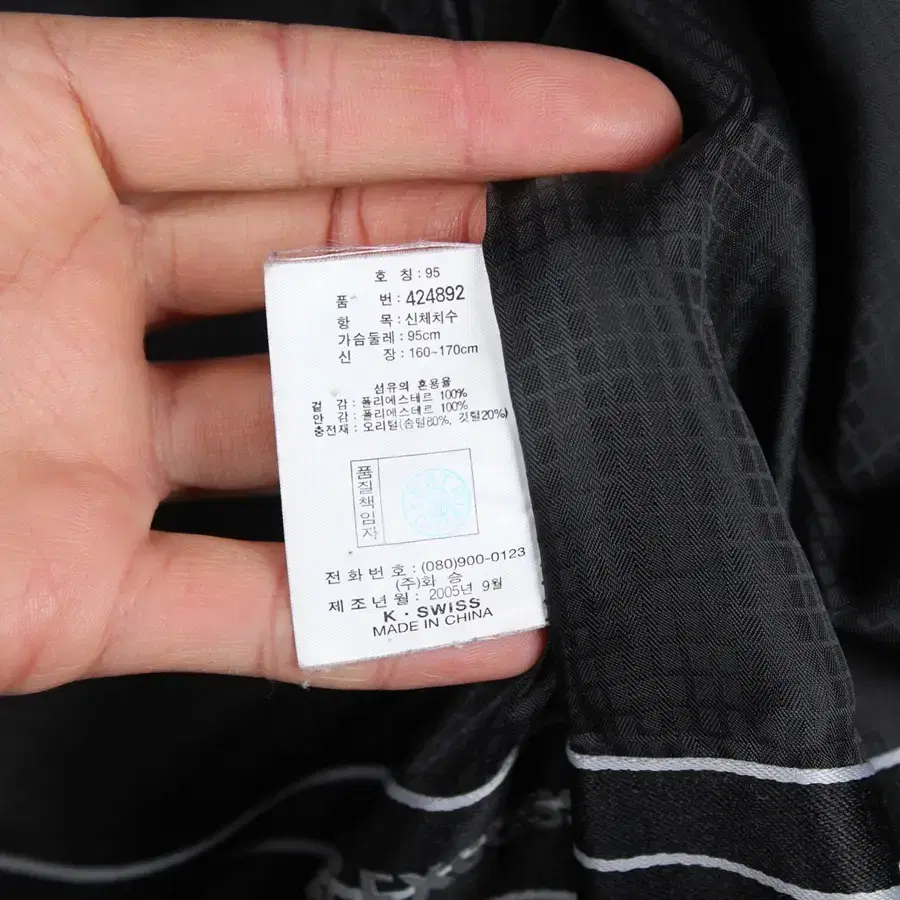 호 칭 : 95
품 번 : 424892
항 목 : 신체치수
가슴둘레 : 95cm
신 장 : 160~170cm
섬유의 혼용율
겉 감 : 폴리에스테르 100%
안 감 : 폴리에스테르 100%
충전재 : 오리털(솜털80%, 깃털20%)
품질책임자
전화번호 : (080)900-0123
(주)화 승
제조년월 : 2005년 9월
K · SWISS
MADE IN CHINA